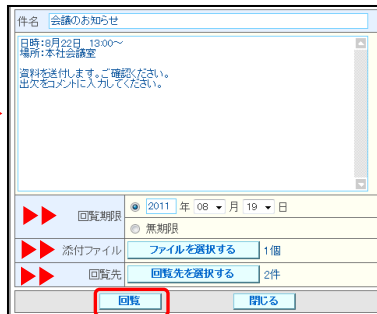 件名 会議のお知らせ
日時:8月22日 13:00～
場所:本社会議室
資料を送付します。ご確認ください。
出欠をコメントに入力してください。
回覧期限 2011 年 08 月 19 日
無期限
添付ファイル ファイルを選択する 1個
回覧先 回覧先を選択する 2件
回覧 閉じる